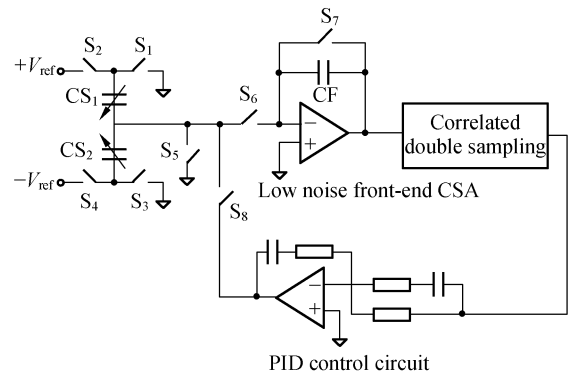 S₂ S₁
+Vref
CS₁
CS₂
−Vref
S₄ S₃
S₅
S₆
S₇
CF
−
+
Low noise front-end CSA
Correlated
double sampling
S₈
−
+
PID control circuit